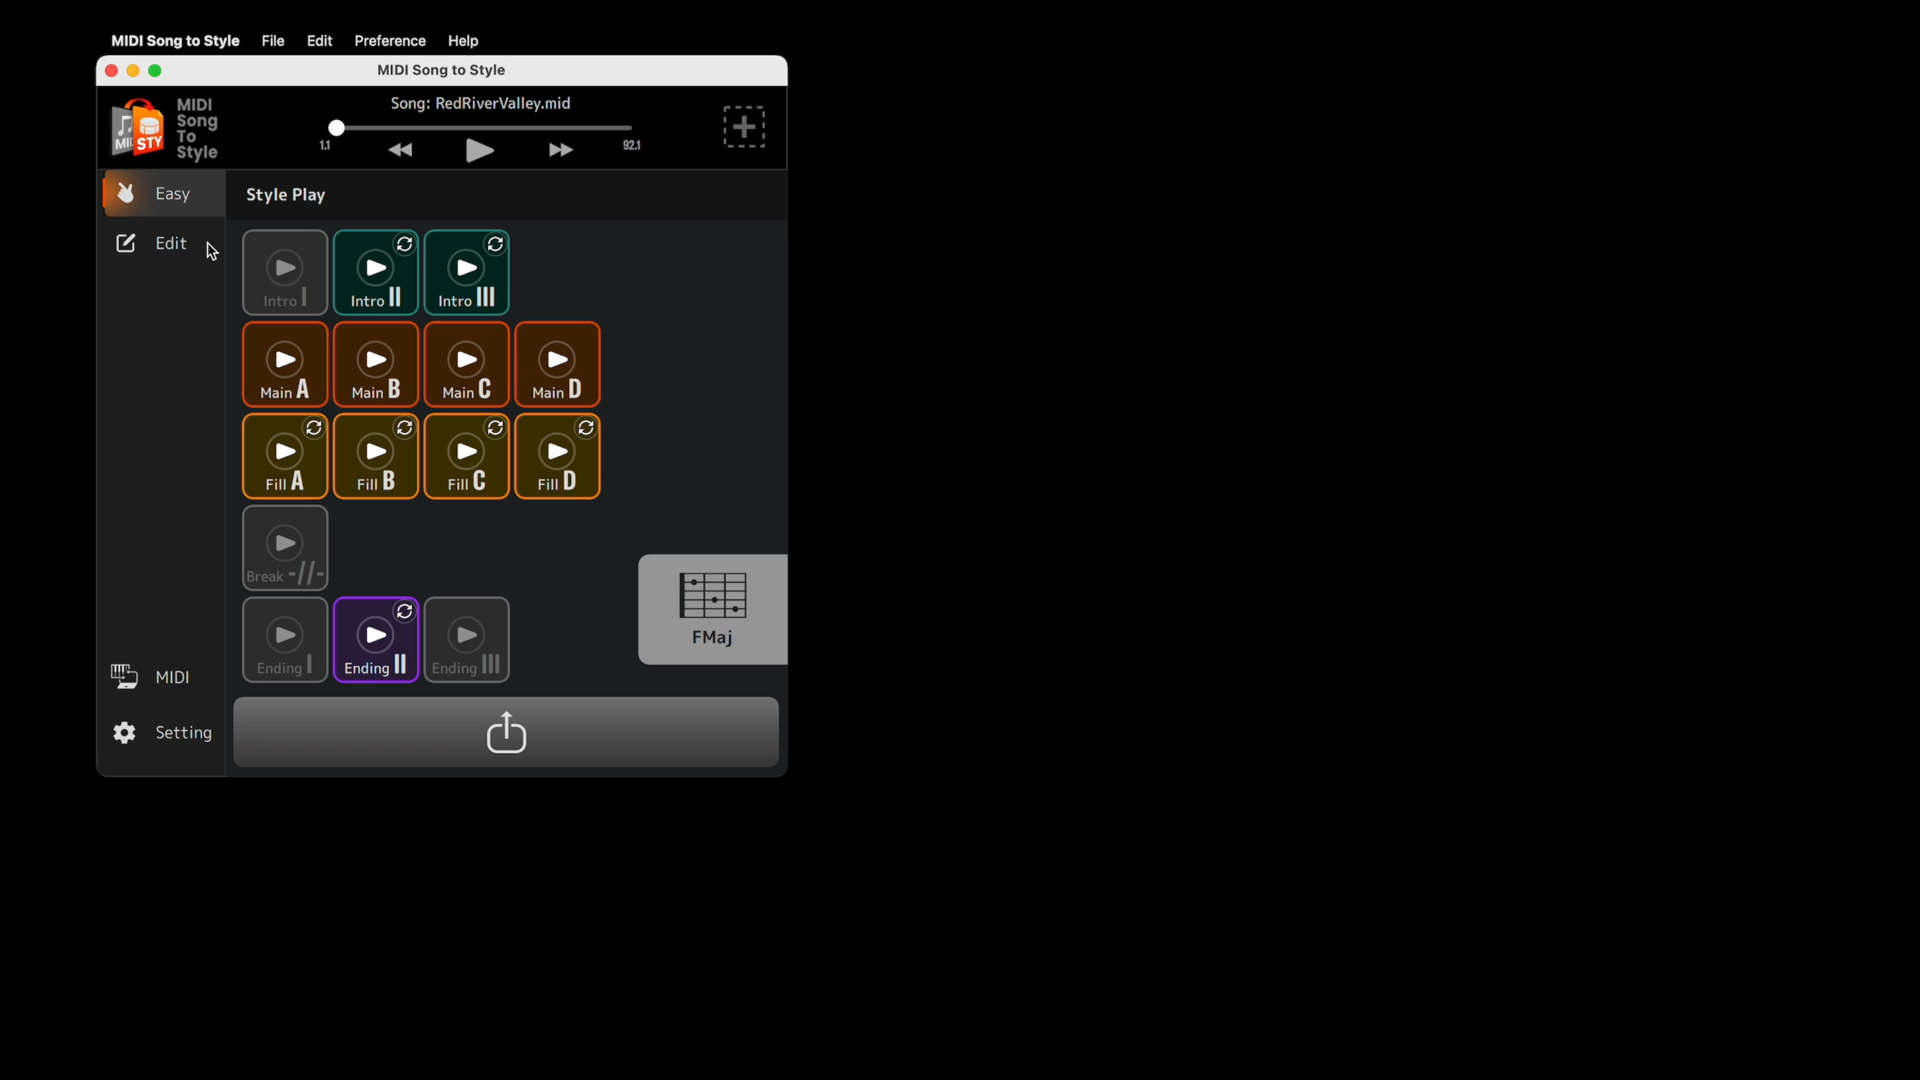 MIDI Song to Style File Edit Preference Help
MIDI Song to Style
MIDI
Song
To
Style
MIL STY
Song: RedRiverValley.mid
1.1 92.1
Easy
Edit
Style Play
Intro I Intro II Intro III
Main A Main B Main C Main D
Fill A Fill B Fill C Fill D
Break -//-
FMaj
Ending I Ending II Ending III
MIDI
Setting